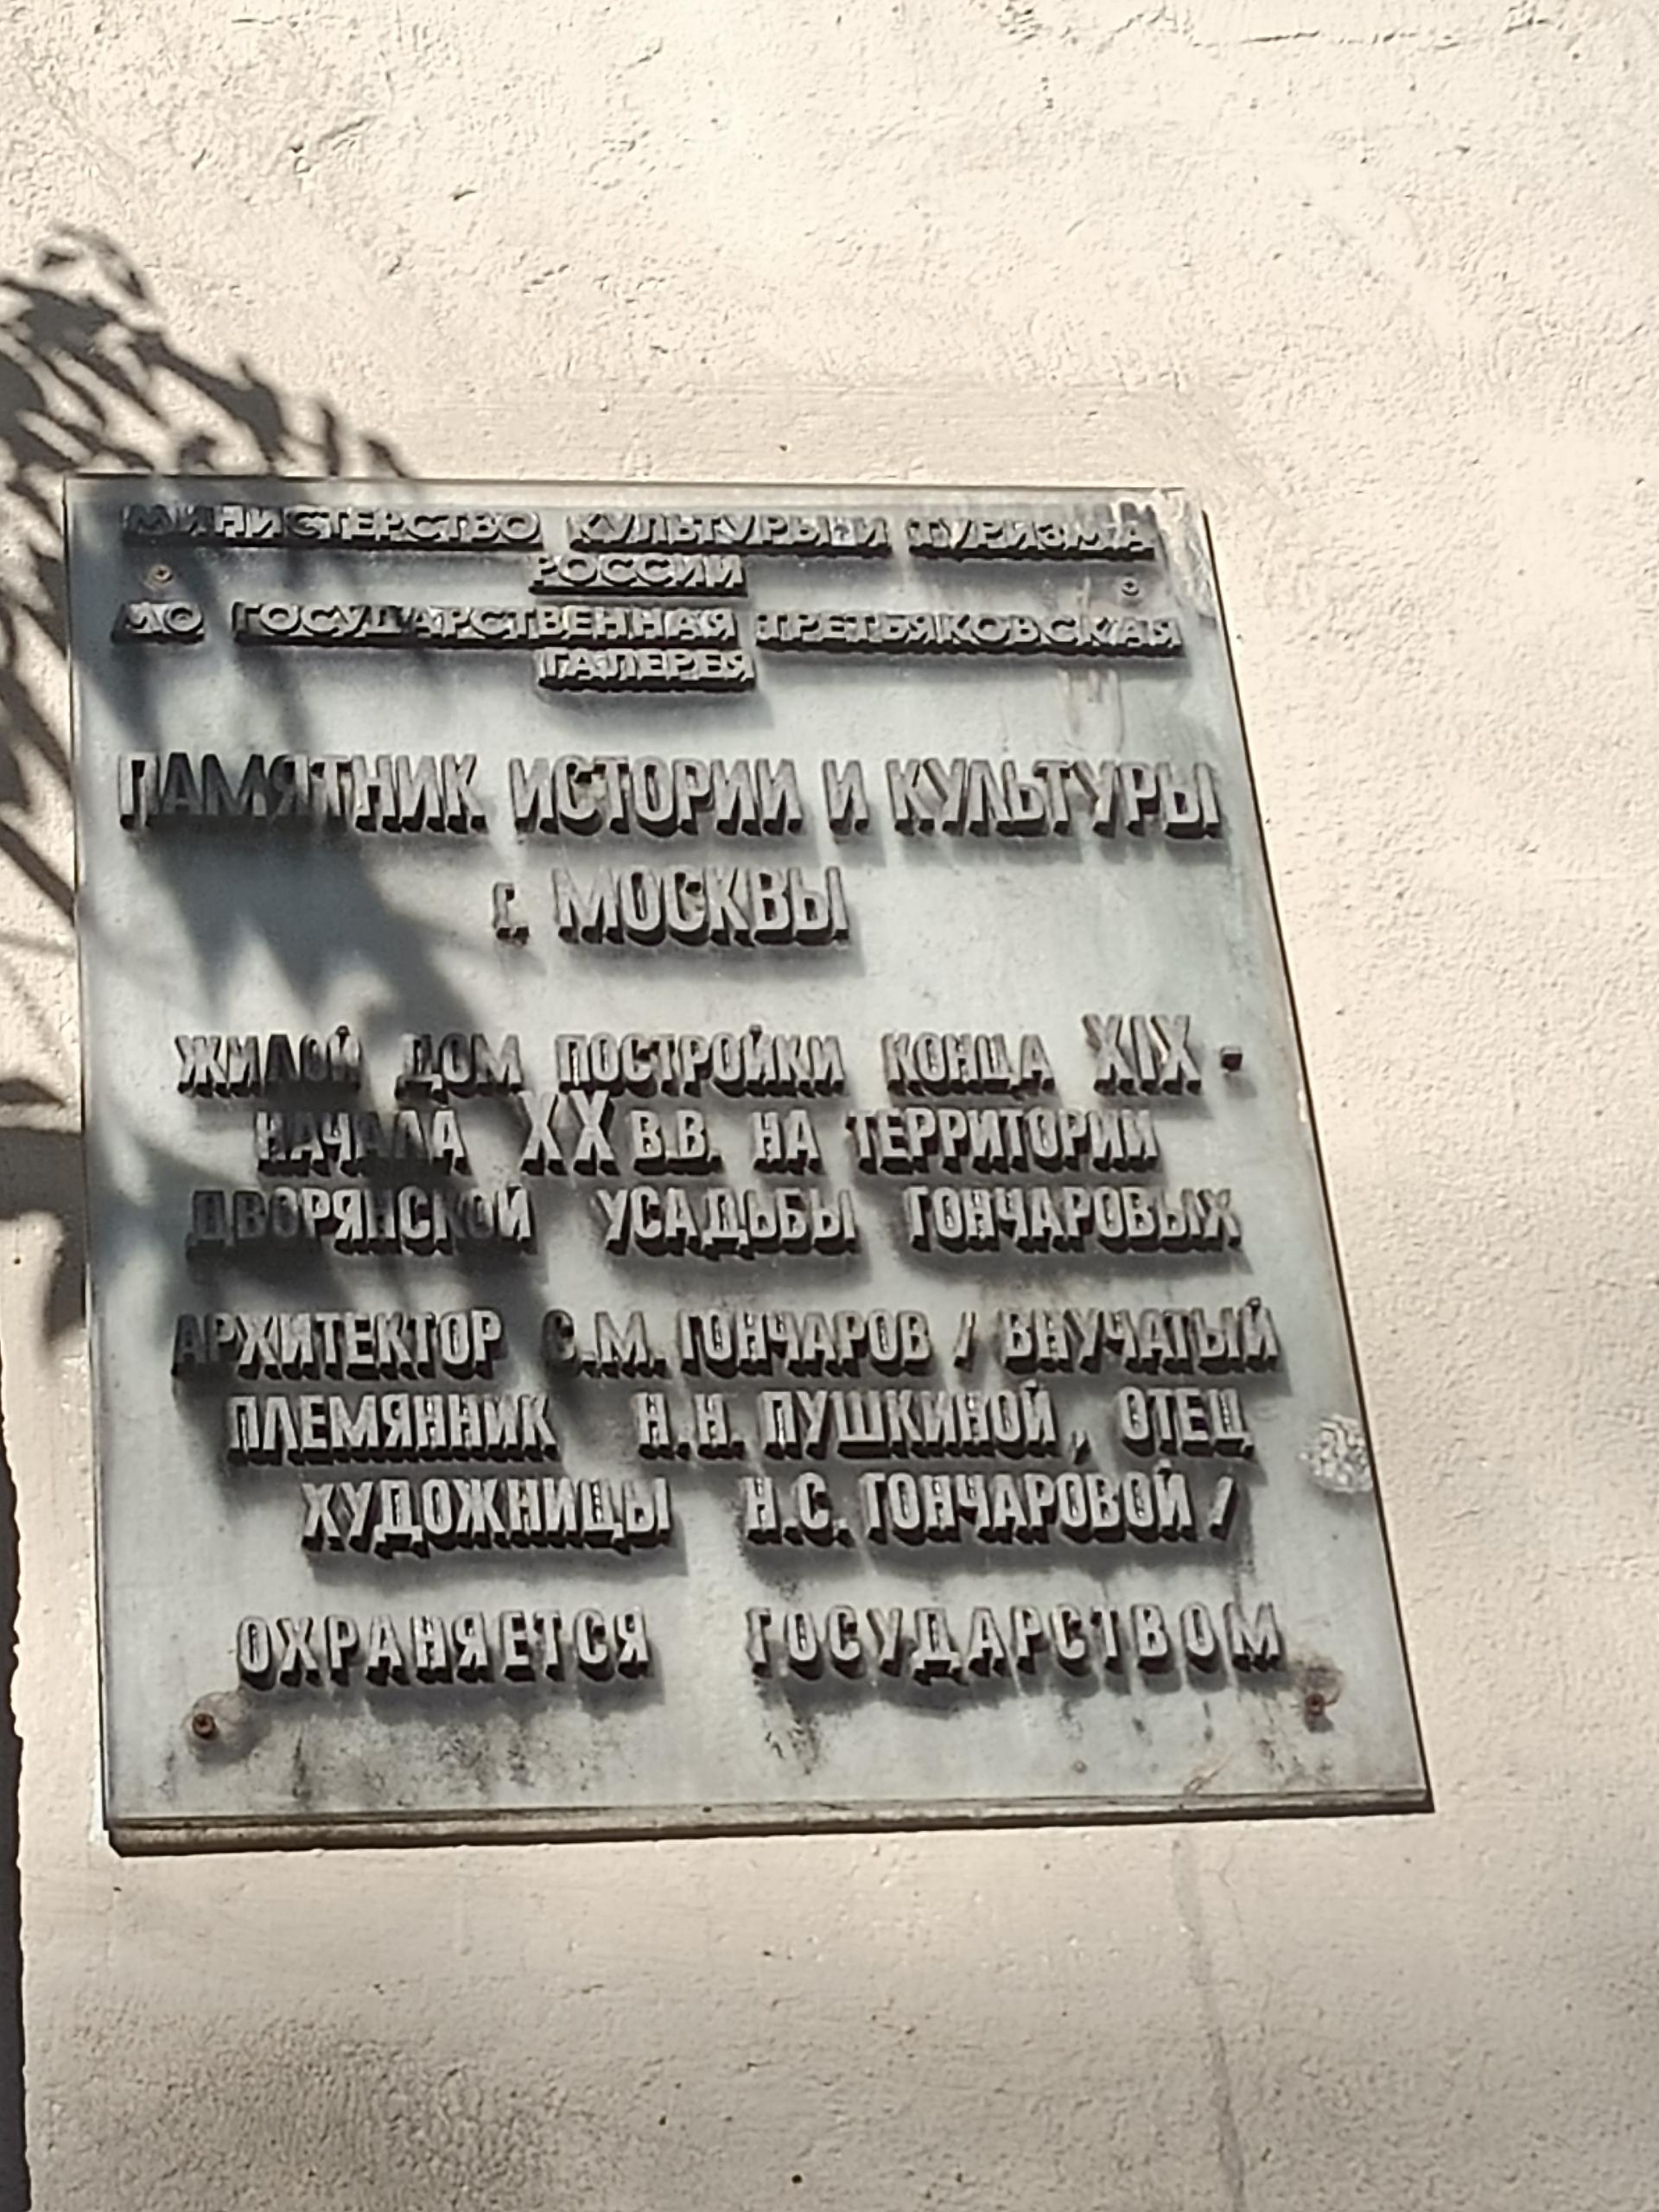 МИНИСТЕРСТВО КУЛЬТУРЫ И ТУРИЗМА
РОССИИ
МО ГОСУДАРСТВЕННАЯ ТРЕТЬЯКОВСКАЯ
ГАЛЕРЕЯ
ПАМЯТНИК ИСТОРИИ И КУЛЬТУРЫ
г. МОСКВЫ
ЖИЛОЙ ДОМ ПОСТРОЙКИ КОНЦА XIX -
НАЧАЛА XX В.В. НА ТЕРРИТОРИИ
ДВОРЯНСКОЙ УСАДЬБЫ ГОНЧАРОВЫХ
АРХИТЕКТОР С.М. ГОНЧАРОВ / ВНУЧАТЫЙ
ПЛЕМЯННИК Н.Н. ПУШКИНОЙ, ОТЕЦ
ХУДОЖНИЦЫ Н.С. ГОНЧАРОВОЙ /
ОХРАНЯЕТСЯ ГОСУДАРСТВОМ